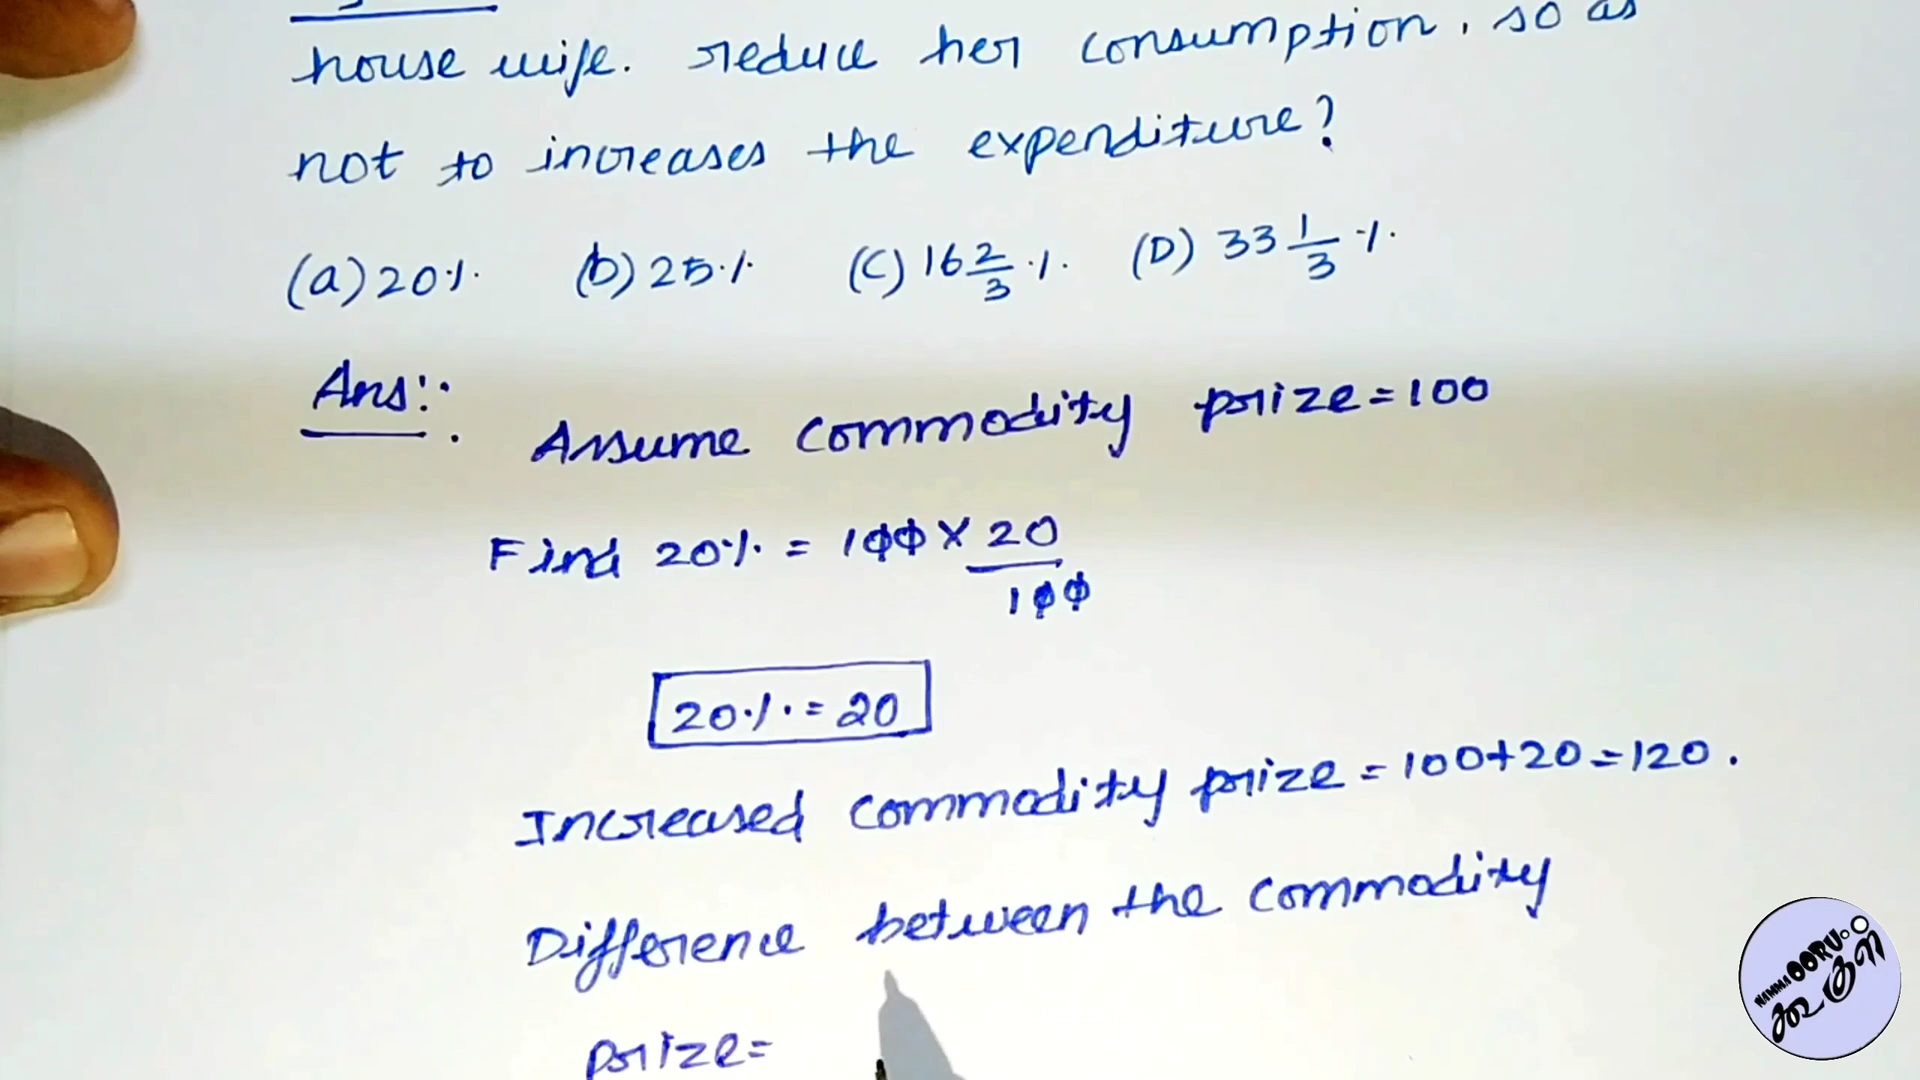 house wife. reduce her consumption, so as
not to increases the expenditure?
(a) 20% (b) 25% (C) 16 2/3 % (D) 33 1/3 %
Ans:
Assume commodity prize = 100
Find 20% = 100 × 20/100
20% = 20
Increased commodity prize = 100+20 = 120.
Difference between the commodity
prize =
NAMMA OORU